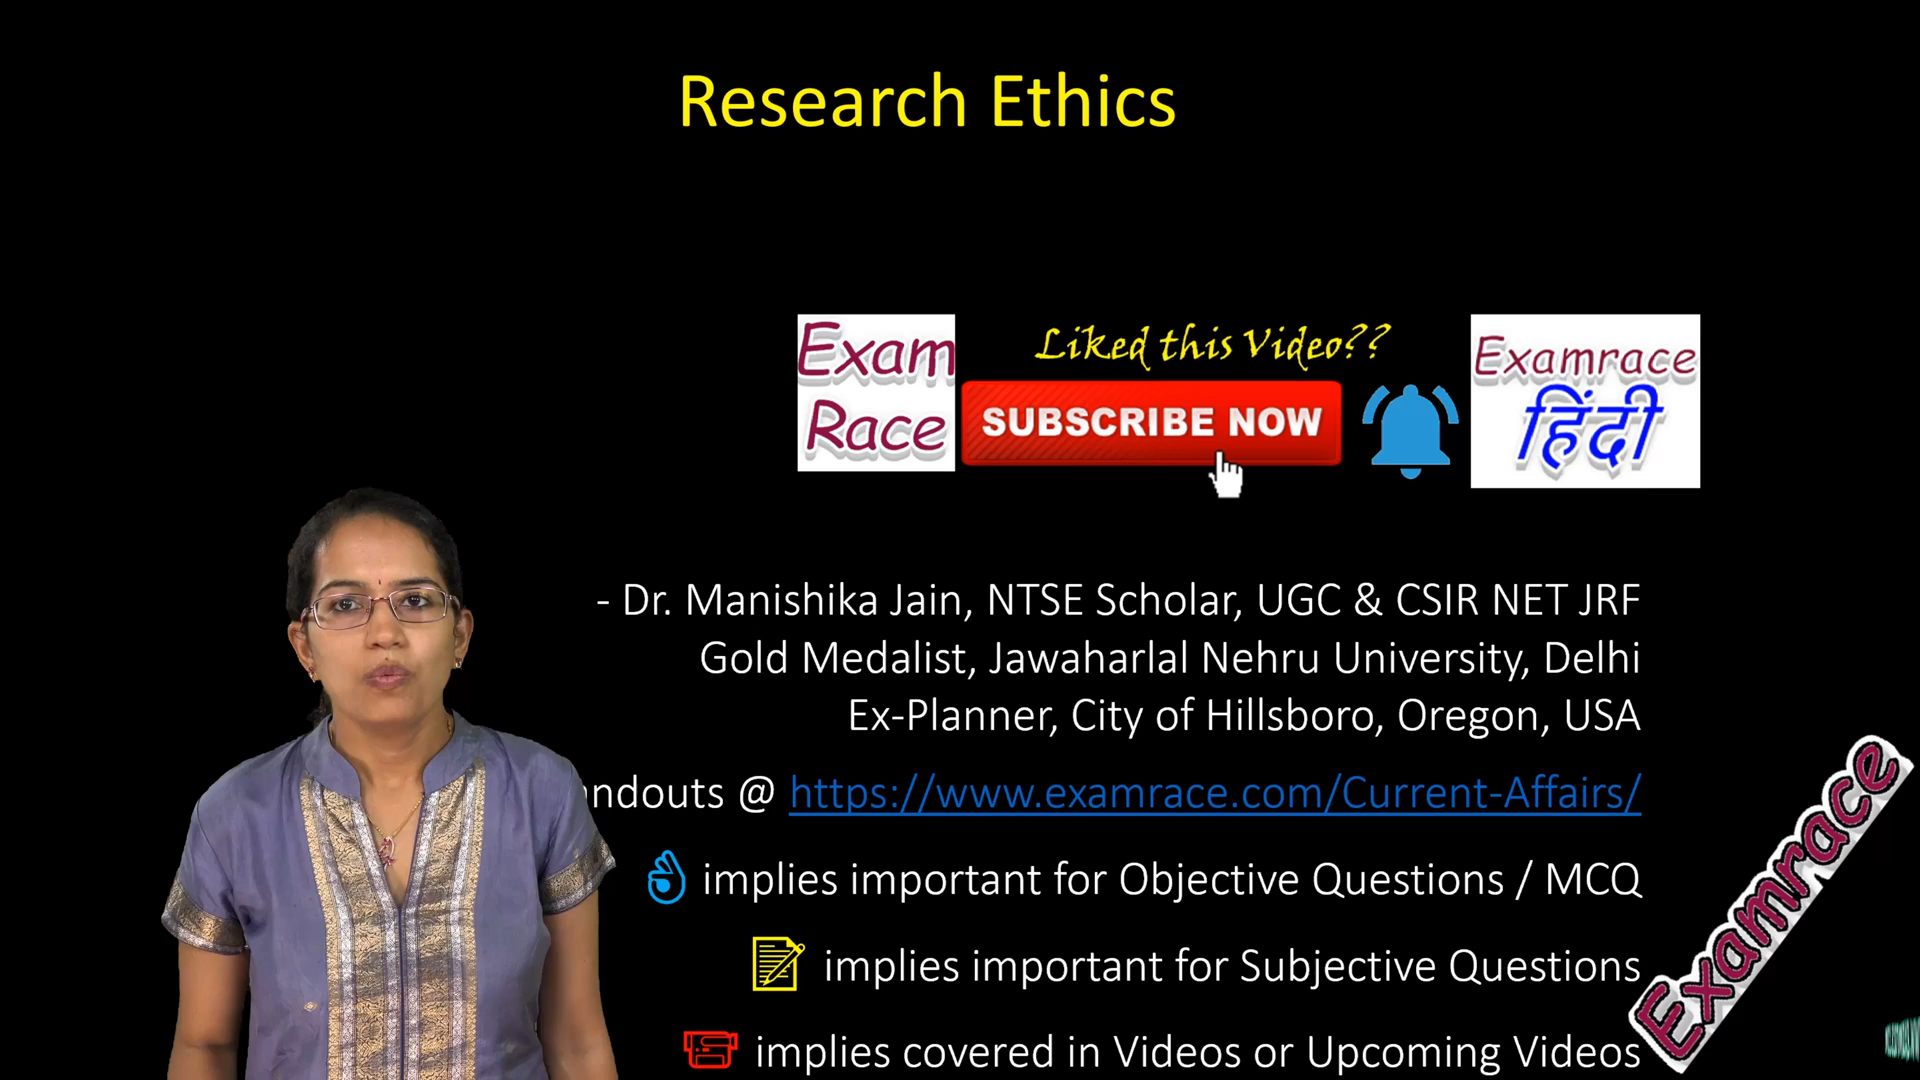 Research Ethics
Exam
Race
Liked this Video??
SUBSCRIBE NOW
Examrace
हिंदी
- Dr. Manishika Jain, NTSE Scholar, UGC & CSIR NET JRF
Gold Medalist, Jawaharlal Nehru University, Delhi
Ex-Planner, City of Hillsboro, Oregon, USA
ndouts @ https://www.examrace.com/Current-Affairs/
implies important for Objective Questions / MCQ
implies important for Subjective Questions
implies covered in Videos or Upcoming Videos
Examrace